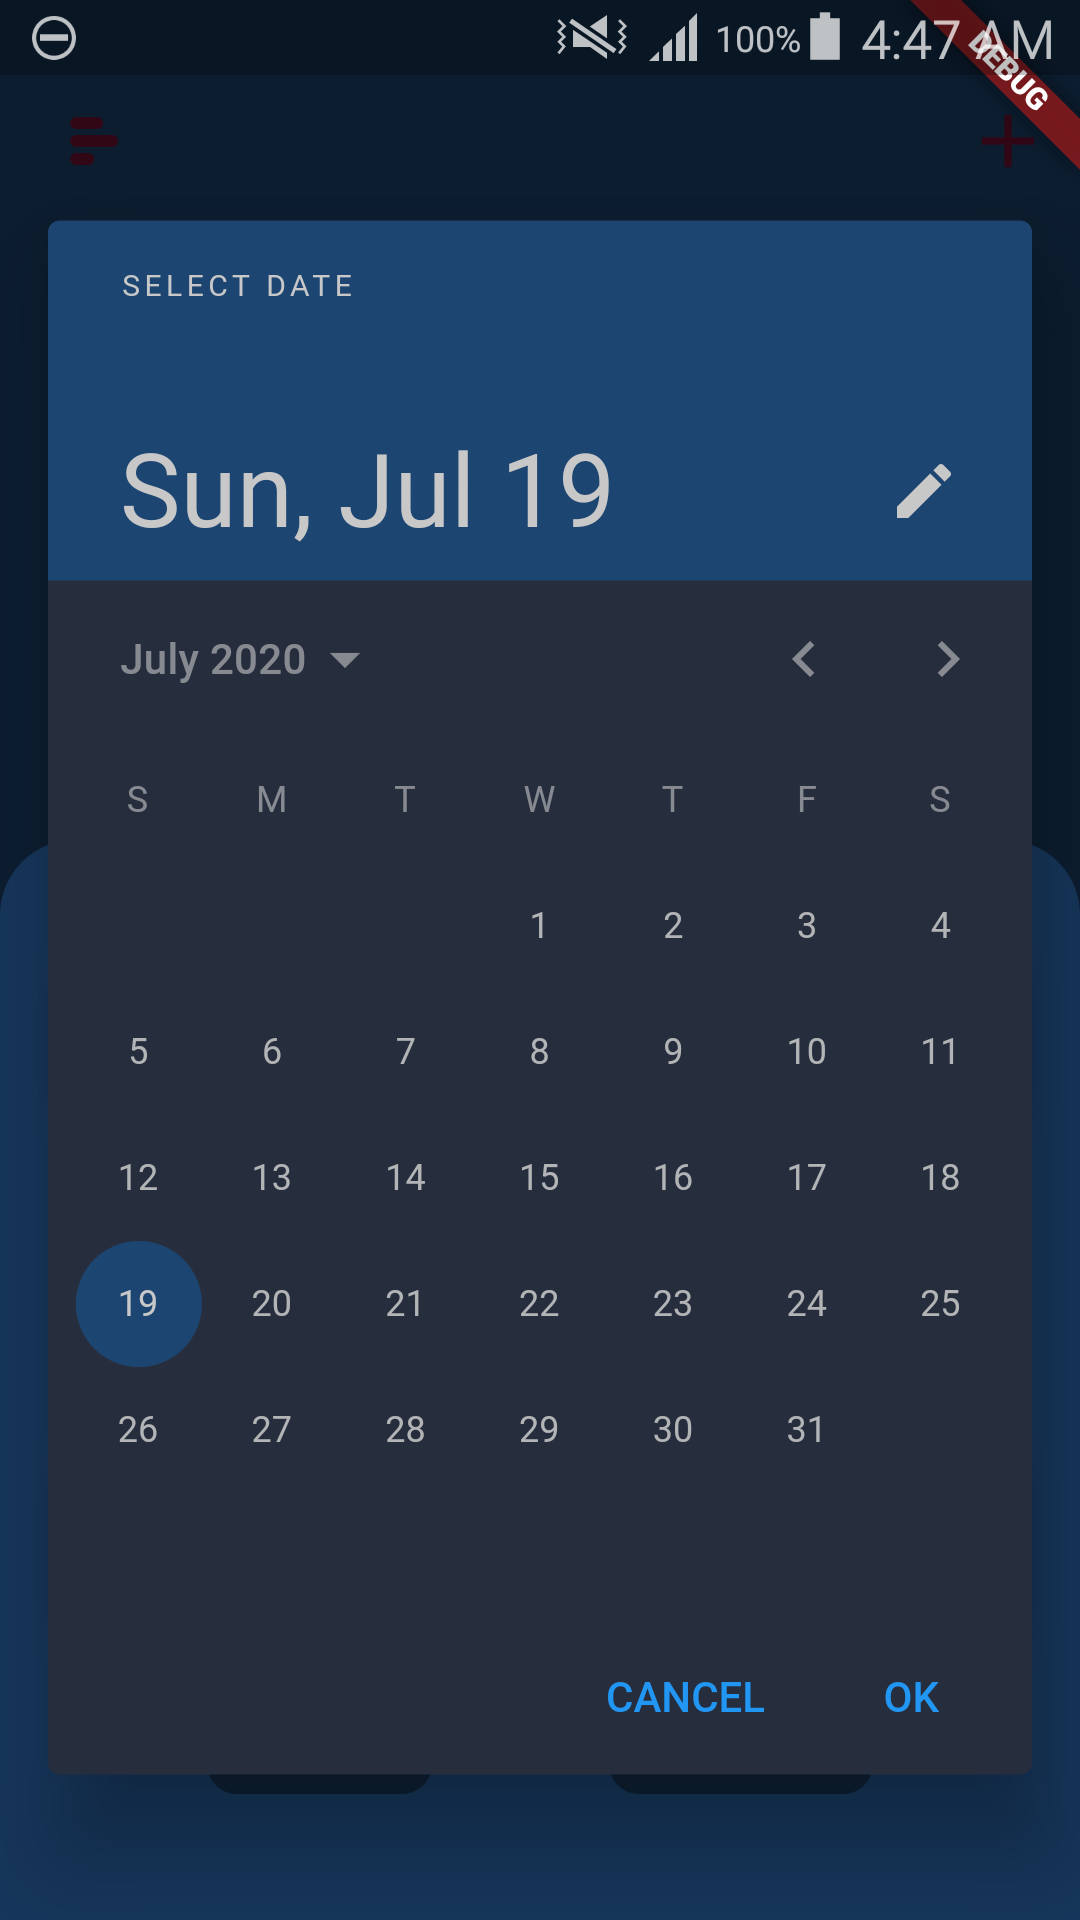 100% 4:47 AM
DEBUG
SELECT DATE
Sun, Jul 19
July 2020
S M T W T F S
1 2 3 4
5 6 7 8 9 10 11
12 13 14 15 16 17 18
19 20 21 22 23 24 25
26 27 28 29 30 31
CANCEL OK